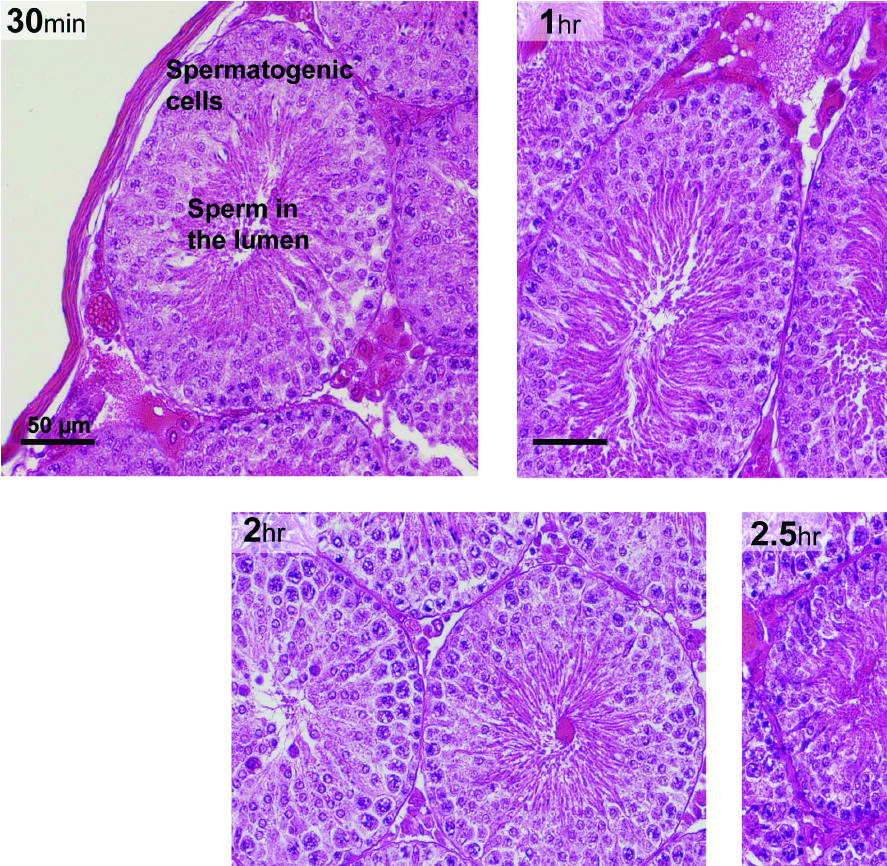 30min
Spermatogenic
cells
Sperm in
the lumen
50 µm
1hr
2hr
2.5hr